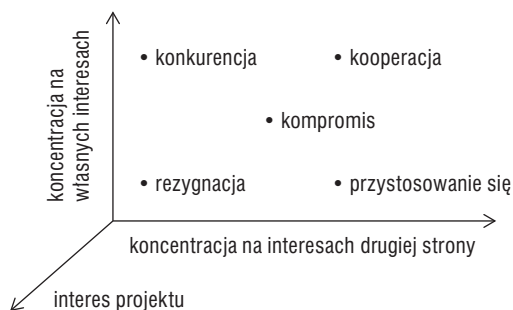 koncentracja na
własnych interesach
• konkurencja
• kooperacja
• kompromis
• rezygnacja
• przystosowanie się
koncentracja na interesach drugiej strony
interes projektu